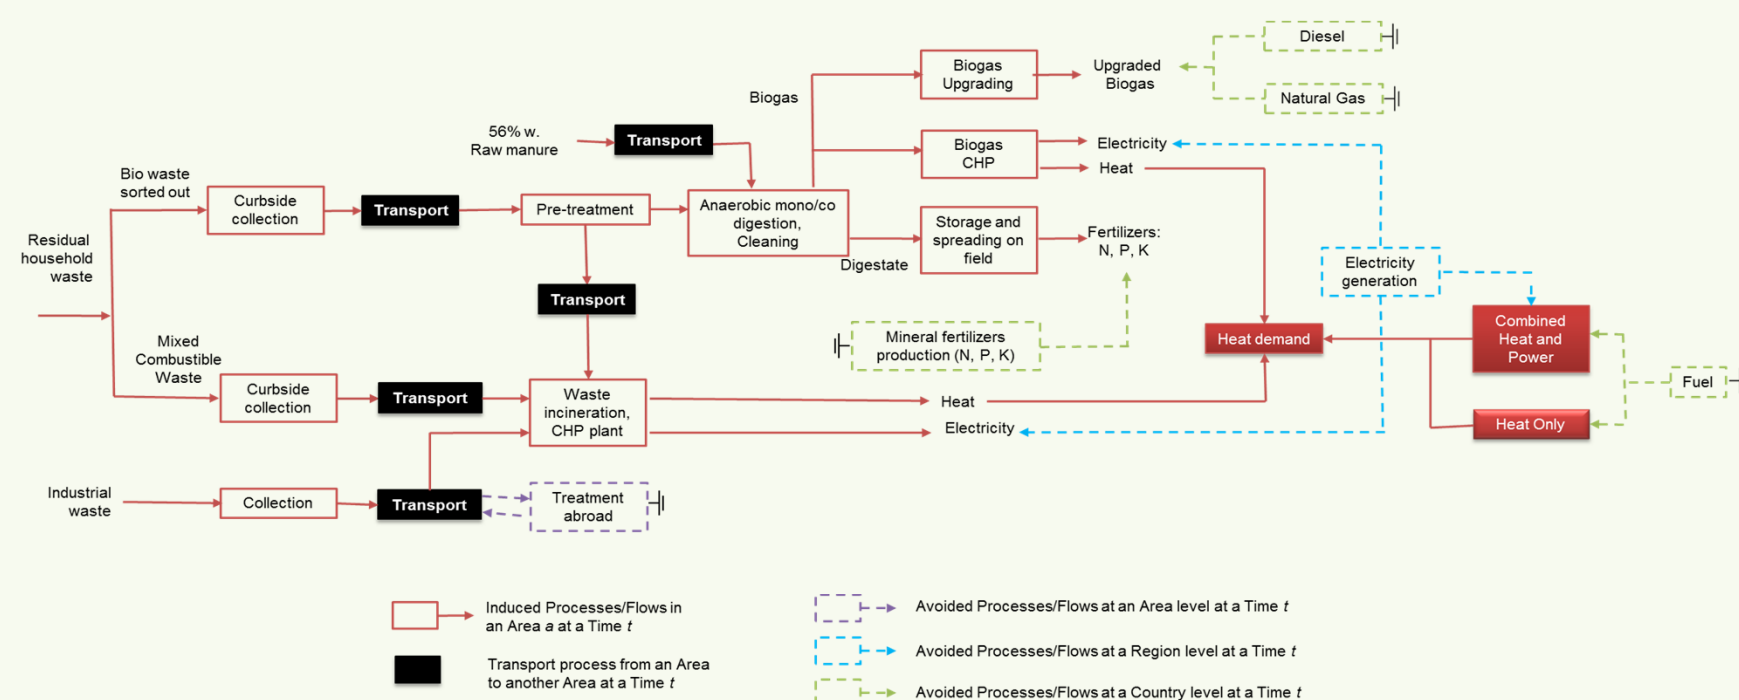 Diesel
Natural Gas
Biogas
Upgrading
Upgraded
Biogas
Biogas
56% w.
Raw manure
Transport
Biogas
CHP
Electricity
Heat
Bio waste
sorted out
Curbside
collection
Transport
Pre-treatment
Anaerobic mono/co
digestion,
Cleaning
Storage and
spreading on
field
Fertilizers:
N, P, K
Digestate
Residual
household
waste
Transport
Electricity
generation
Mineral fertilizers
production (N, P, K)
Heat demand
Combined
Heat and
Power
Fuel
Heat Only
Mixed
Combustible
Waste
Curbside
collection
Transport
Waste
incineration,
CHP plant
Heat
Electricity
Industrial
waste
Collection
Transport
Treatment
abroad
Induced Processes/Flows in
an Area a at a Time t
Transport process from an Area
to another Area at a Time t
Avoided Processes/Flows at an Area level at a Time t
Avoided Processes/Flows at a Region level at a Time t
Avoided Processes/Flows at a Country level at a Time t